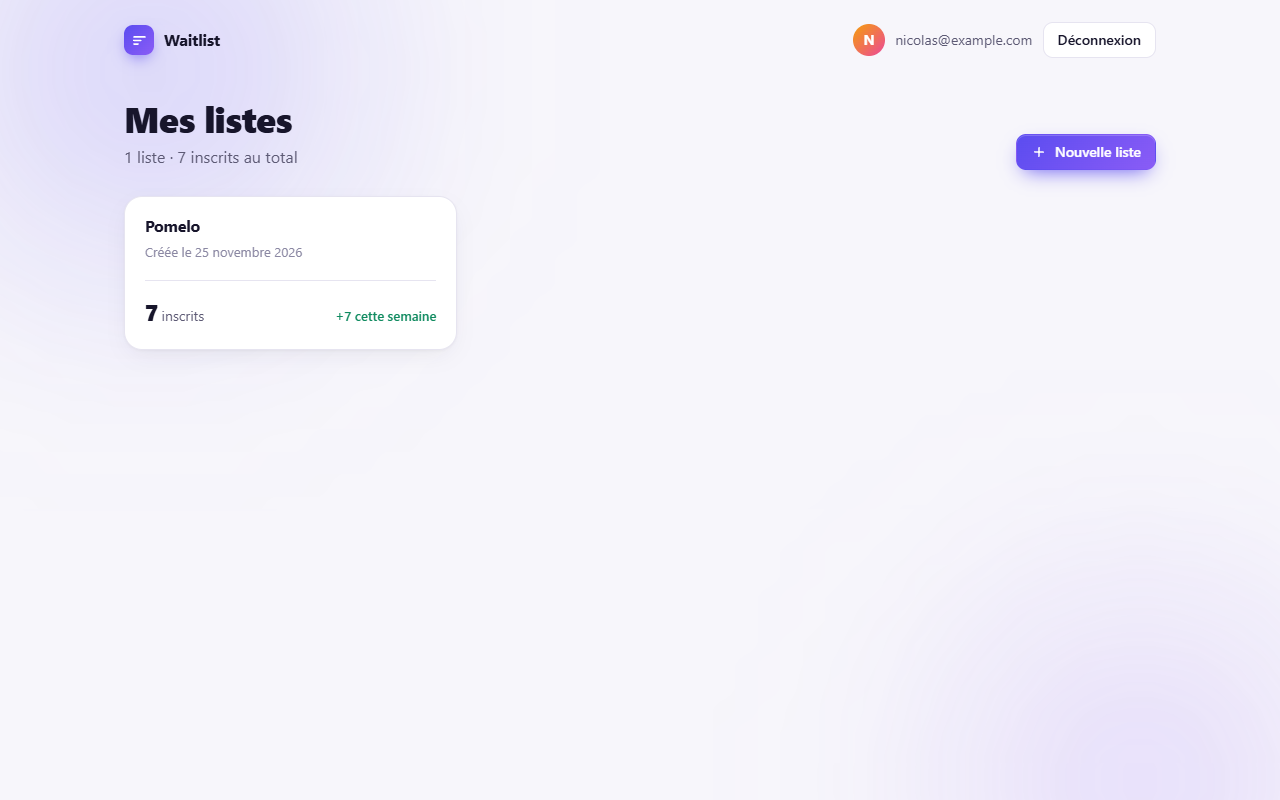 Waitlist
N nicolas@example.com Déconnexion
Mes listes
1 liste · 7 inscrits au total
Nouvelle liste
Pomelo
Créée le 25 novembre 2026
7 inscrits +7 cette semaine